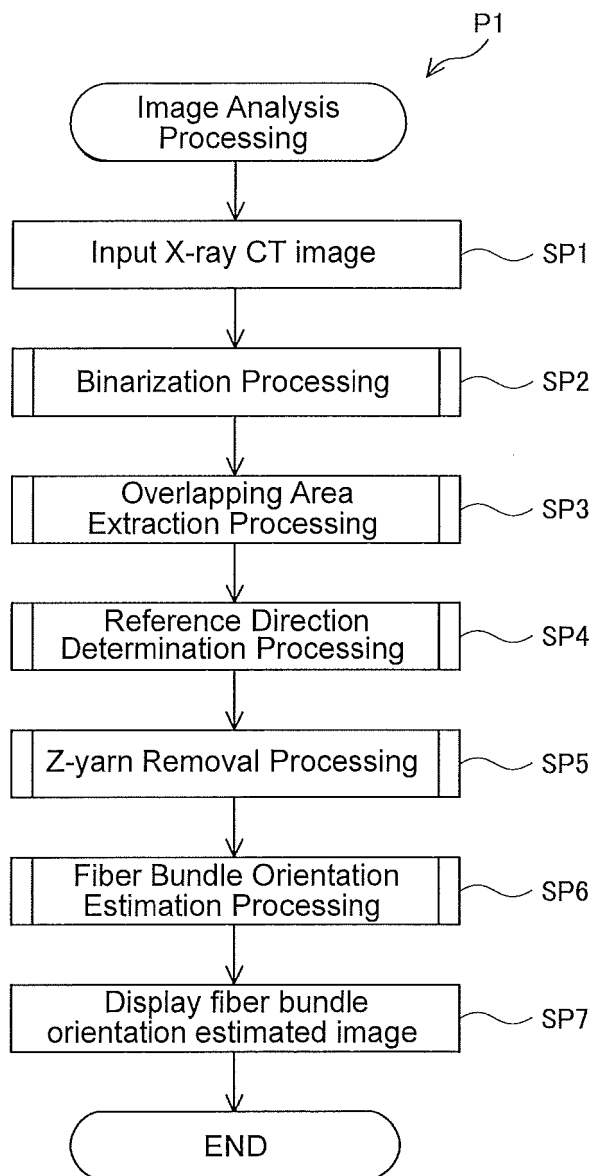 P1
Image Analysis
Processing
Input X-ray CT image
SP1
Binarization Processing
SP2
Overlapping Area
Extraction Processing
SP3
Reference Direction
Determination Processing
SP4
Z-yarn Removal Processing
SP5
Fiber Bundle Orientation
Estimation Processing
SP6
Display fiber bundle
orientation estimated image
SP7
END